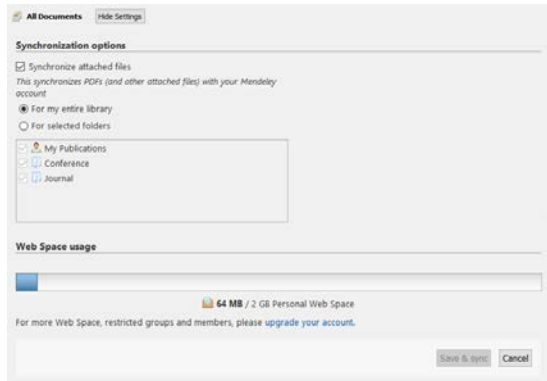 All Documents Hide Settings
Synchronization options
Synchronize attached files
This synchronizes PDFs (and other attached files) with your Mendeley
account
For my entire library
For selected folders
My Publications
Conference
Journal
Web Space usage
64 MB / 2 GB Personal Web Space
For more Web Space, restricted groups and members, please upgrade your account.
Save & sync Cancel